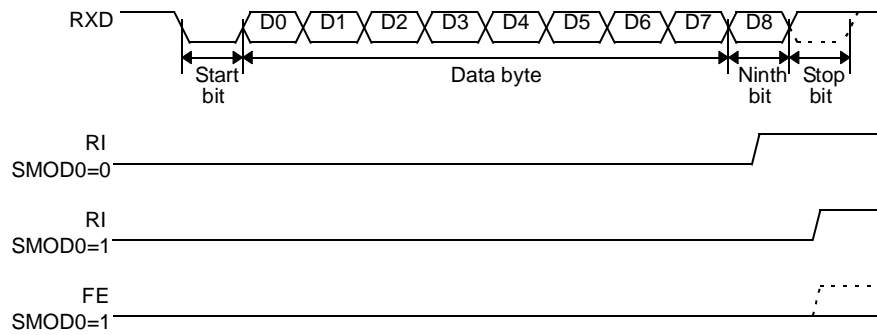 RXD D0 D1 D2 D3 D4 D5 D6 D7 D8
Start bit
Data byte
Ninth bit
Stop bit
RI
SMOD0=0
RI
SMOD0=1
FE
SMOD0=1